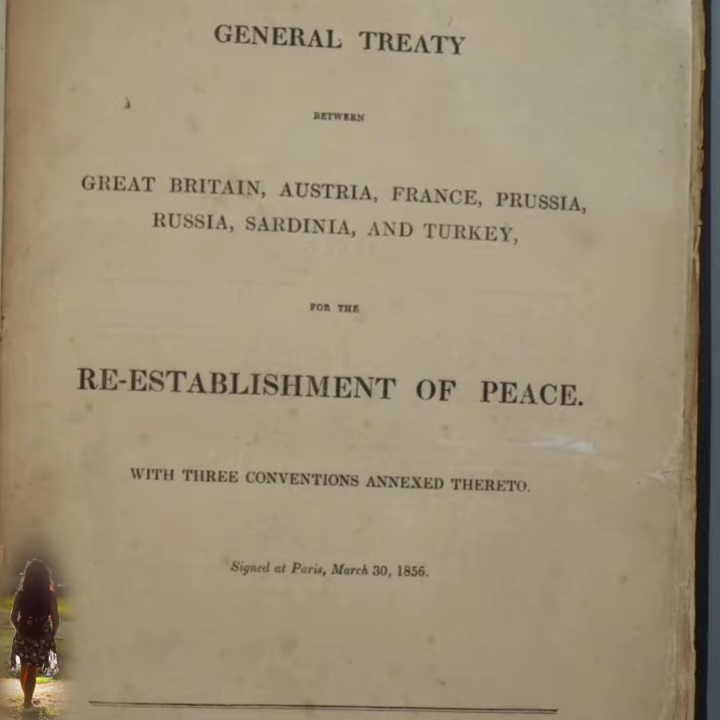 GENERAL TREATY
BETWEEN
GREAT BRITAIN, AUSTRIA, FRANCE, PRUSSIA,
RUSSIA, SARDINIA, AND TURKEY,
FOR THE
RE-ESTABLISHMENT OF PEACE.
WITH THREE CONVENTIONS ANNEXED THERETO.
Signed at Paris, March 30, 1856.